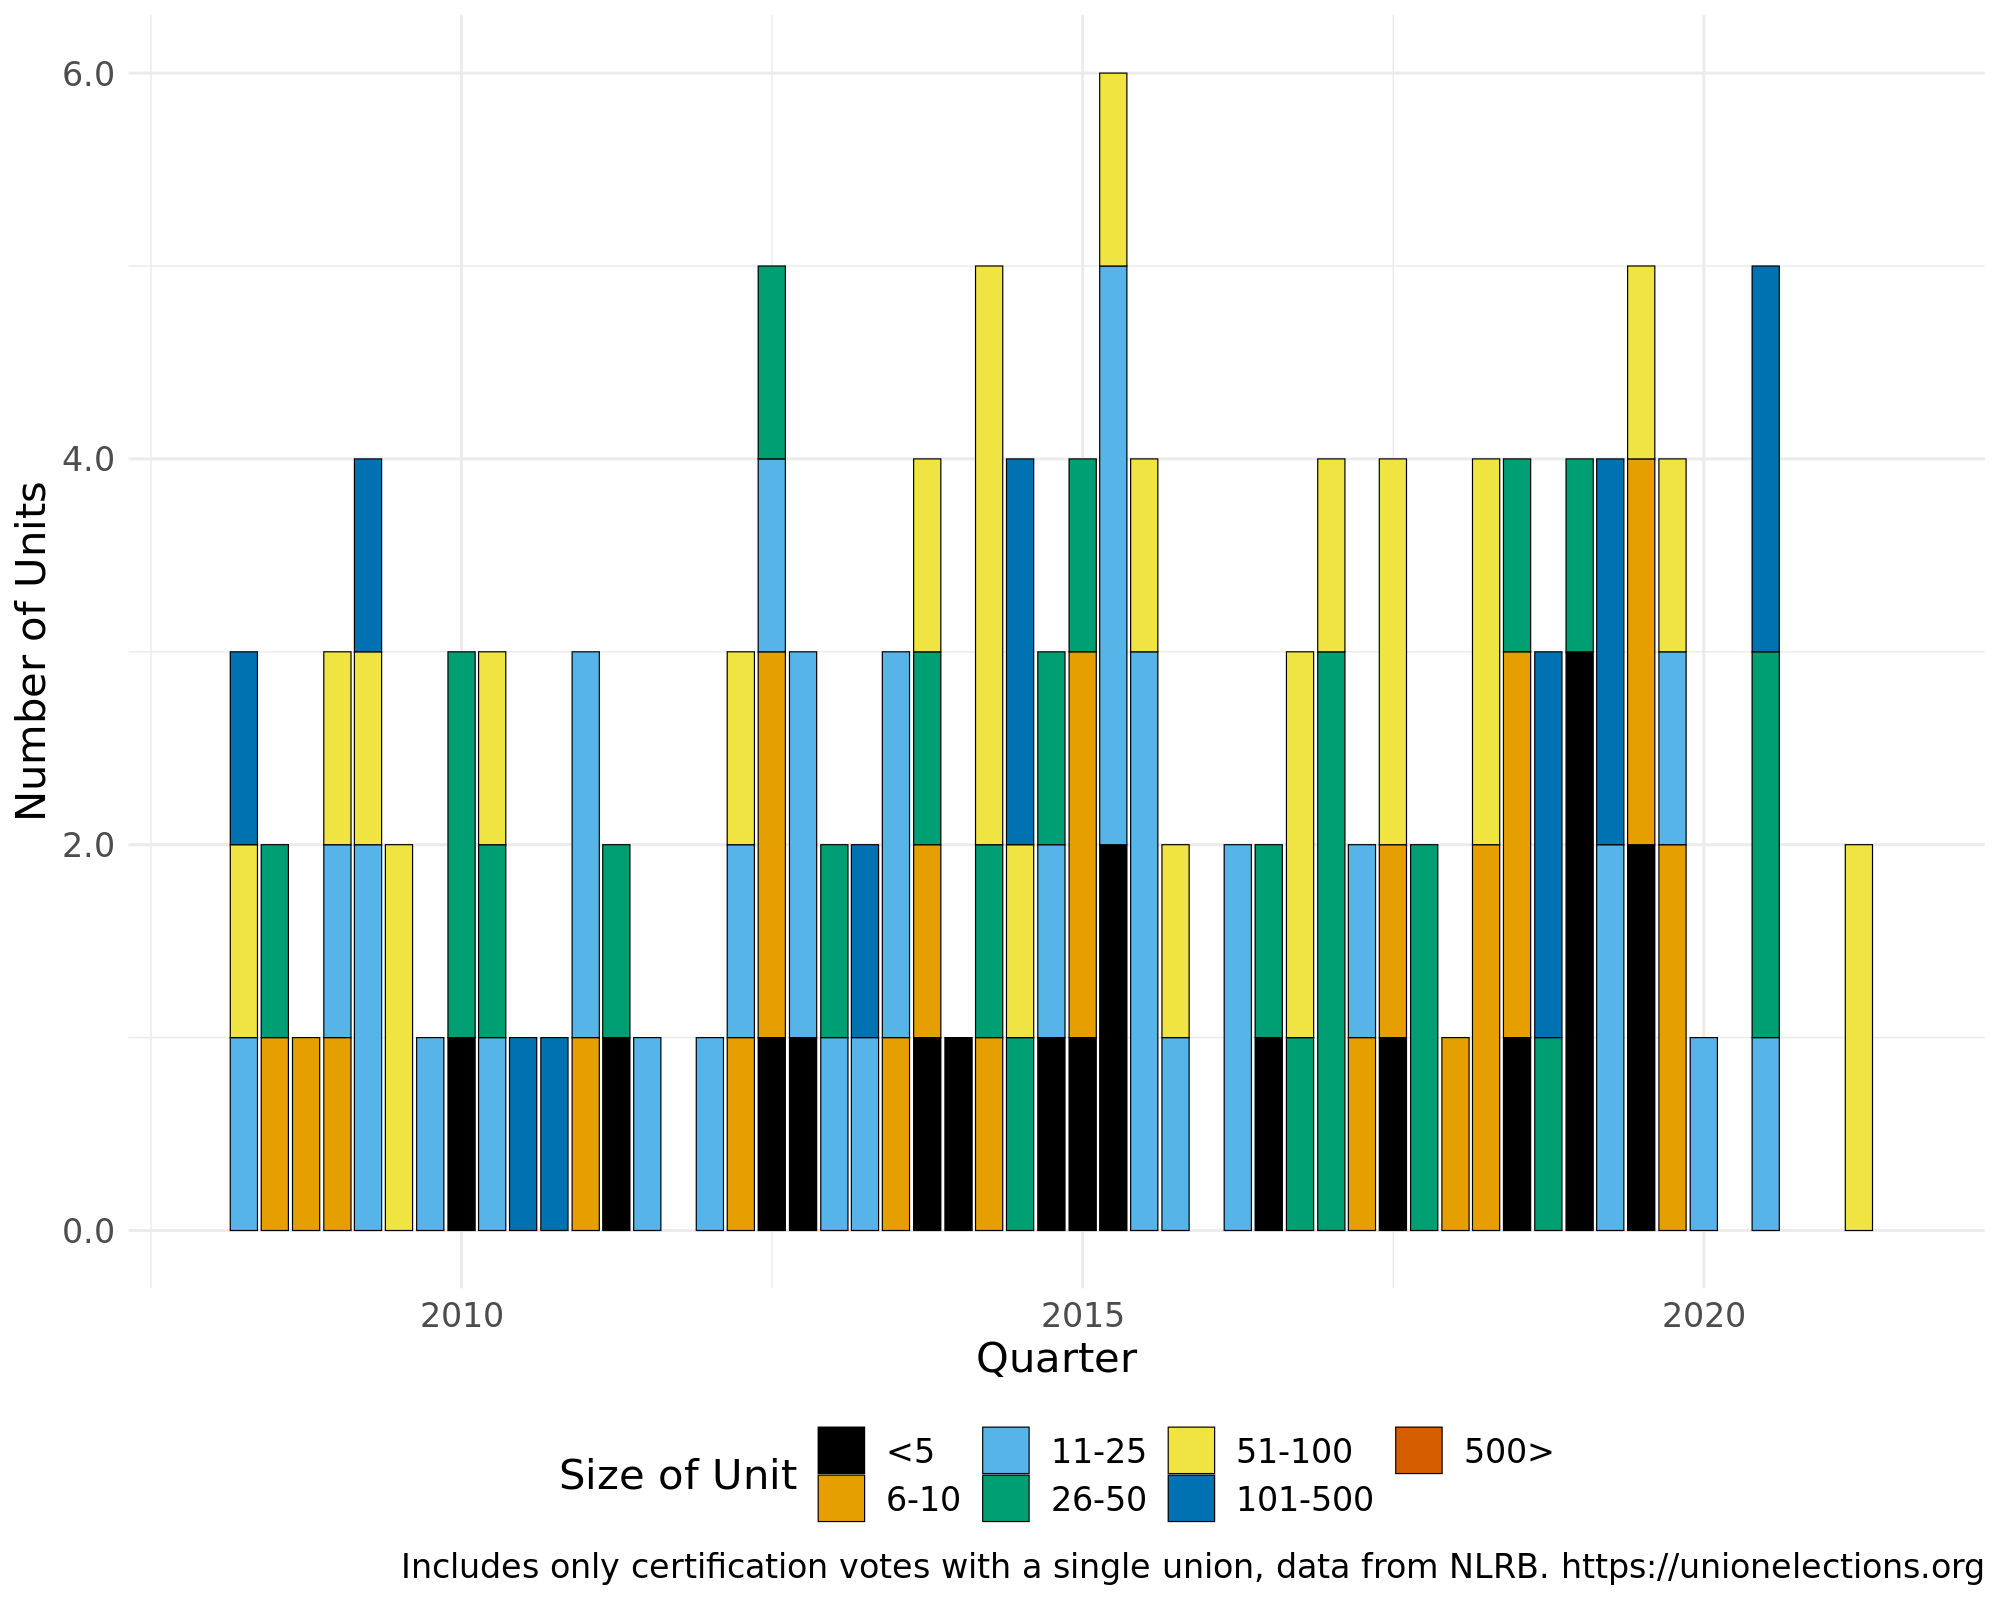 6.0
4.0
2.0
0.0
Number of Units
2010 2015 2020
Quarter
Size of Unit
<5 11-25 51-100 500>
6-10 26-50 101-500
Includes only certification votes with a single union, data from NLRB. https://unionelections.org